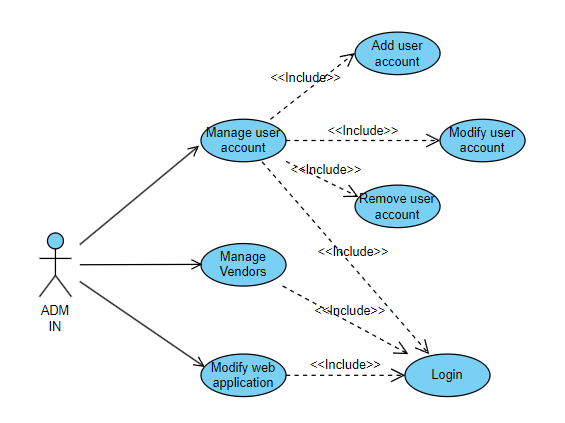 Add user
account
<<Include>>
<<Include>>
Manage user
account
Modify user
account
<<Include>>
Remove user
account
<<Include>>
Manage
Vendors
ADM
IN
<<Include>>
<<Include>>
Modify web
application
Login